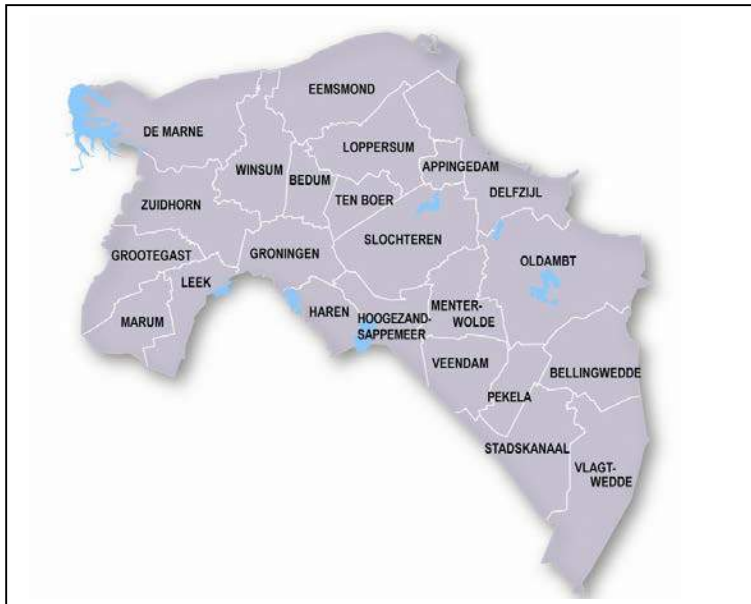 EEMSMOND
DE MARNE
LOPPERSUM
WINSUM
APPINGEDAM
BEDUM
TEN BOER
DELFZIJL
ZUIDHORN
SLOCHTEREN
GROOTEGAST
GRONINGEN
OLDAMBT
LEEK
MARUM
HAREN
HOOGEZAND-
SAPPEMEER
MENTER-
WOLDE
VEENDAM
BELLINGWEDDE
PEKELA
STADSKANAAL
VLAGT-
WEDDE